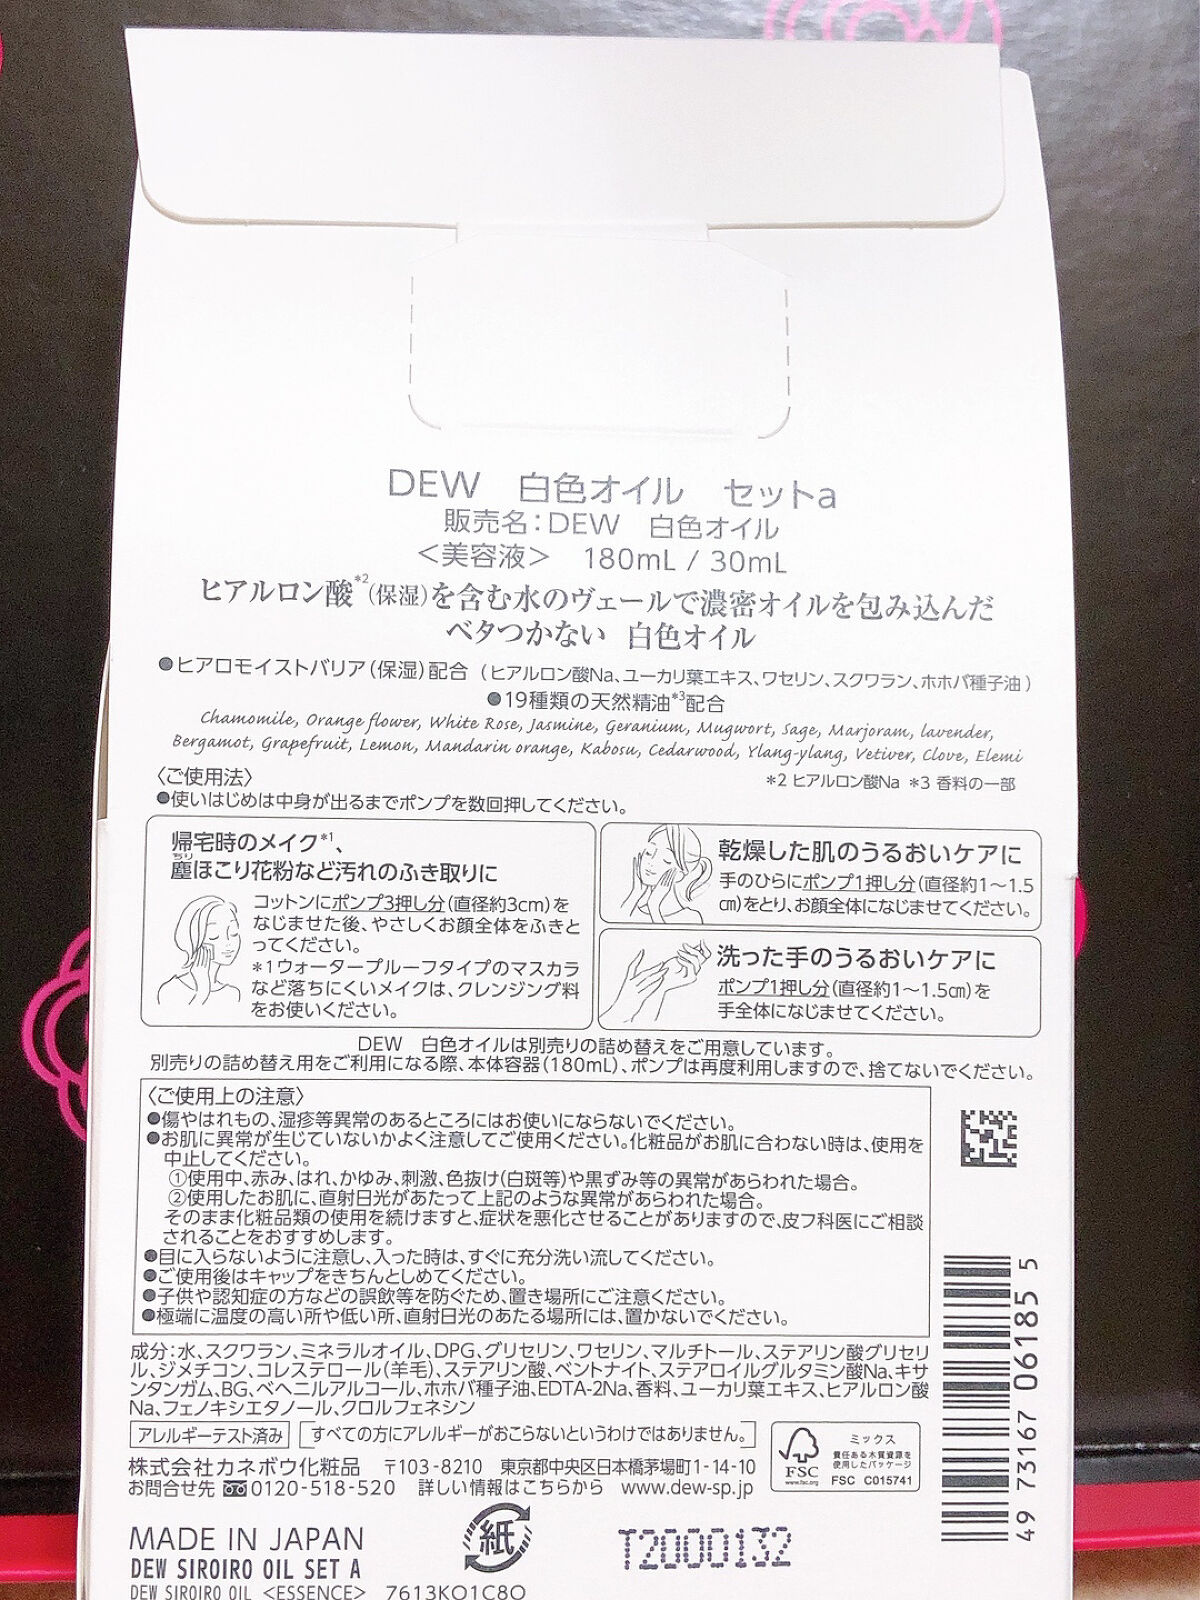 DEW 白色オイル セットa
販売名:DEW 白色オイル
<美容液> 180mL / 30mL
ヒアルロン酸*2(保湿)を含む水のヴェールで濃密オイルを包み込んだ
ベタつかない 白色オイル
●ヒアロモイストバリア(保湿)配合 (ヒアルロン酸Na、ユーカリ葉エキス、ワセリン、スクワラン、ホホバ種子油)
●19種類の天然精油*3配合
Chamomile, Orange flower, White Rose, Jasmine, Geranium, Mugwort, Sage, Marjoram, lavender,
Bergamot, Grapefruit, Lemon, Mandarin orange, Kabosu, Cedarwood, Ylang-ylang, Vetiver, Clove, Elemi
*2 ヒアルロン酸Na *3 香料の一部
〈ご使用法〉
●使いはじめは中身が出るまでポンプを数回押してください。
帰宅時のメイク*1、
ちり
塵ほこり花粉など汚れのふき取りに
コットンにポンプ3押し分(直径約3cm)を
なじませた後、やさしくお顔全体をふきと
ってください。
*1ウォータープルーフタイプのマスカラ
など落ちにくいメイクは、クレンジング料
をお使いください。
乾燥した肌のうるおいケアに
手のひらにポンプ1押し分(直径約1〜1.5
㎝)をとり、お顔全体になじませてください。
洗った手のうるおいケアに
ポンプ1押し分(直径約1〜1.5㎝)を
手全体になじませてください。
DEW 白色オイルは別売りの詰め替えをご用意しています。
別売りの詰め替え用をご利用になる際、本体容器(180mL)、ポンプは再度利用しますので、捨てないでください。
〈ご使用上の注意〉
●傷やはれもの、湿疹等異常のあるところにはお使いにならないでください。
●お肌に異常が生じていないかよく注意してご使用ください。化粧品がお肌に合わない時は、使用を
中止してください。
①使用中、赤み、はれ、かゆみ、刺激、色抜け(白斑等)や黒ずみ等の異常があらわれた場合。
②使用したお肌に、直射日光があたって上記のような異常があらわれた場合。
そのまま化粧品類の使用を続けますと、症状を悪化させることがありますので、皮フ科医にご相談
されることをおすすめします。
●目に入らないように注意し、入った時は、すぐに充分洗い流してください。
●ご使用後はキャップをきちんとしめてください。
●子供や認知症の方などの誤飲等を防ぐため、置き場所にご注意ください。
●極端に温度の高い所や低い所、直射日光のあたる場所には、置かないでください。
成分:水、スクワラン、ミネラルオイル、DPG、グリセリン、ワセリン、マルチトール、ステアリン酸グリセリ
ル、ジメチコン、コレステロール(羊毛)、ステアリン酸、ベントナイト、ステアロイルグルタミン酸Na、キサ
ンタンガム、BG、ベヘニルアルコール、ホホバ種子油、EDTA-2Na、香料、ユーカリ葉エキス、ヒアルロン酸
Na、フェノキシエタノール、クロルフェネシン
アレルギーテスト済み [すべての方にアレルギーがおこらないというわけではありません。]
株式会社カネボウ化粧品 〒103-8210 東京都中央区日本橋茅場町1-14-10
お問合せ先 0120-518-520 詳しい情報はこちらから www.dew-sp.jp
FSC
www.fsc.org
ミックス
責任ある木質資源を
使用したパッケージ
FSC C015741
4973167 061855
MADE IN JAPAN
DEW SIROIRO OIL SET A
DEW SIROIRO OIL <ESSENCE> 7613KO1C8O
紙
T2000132